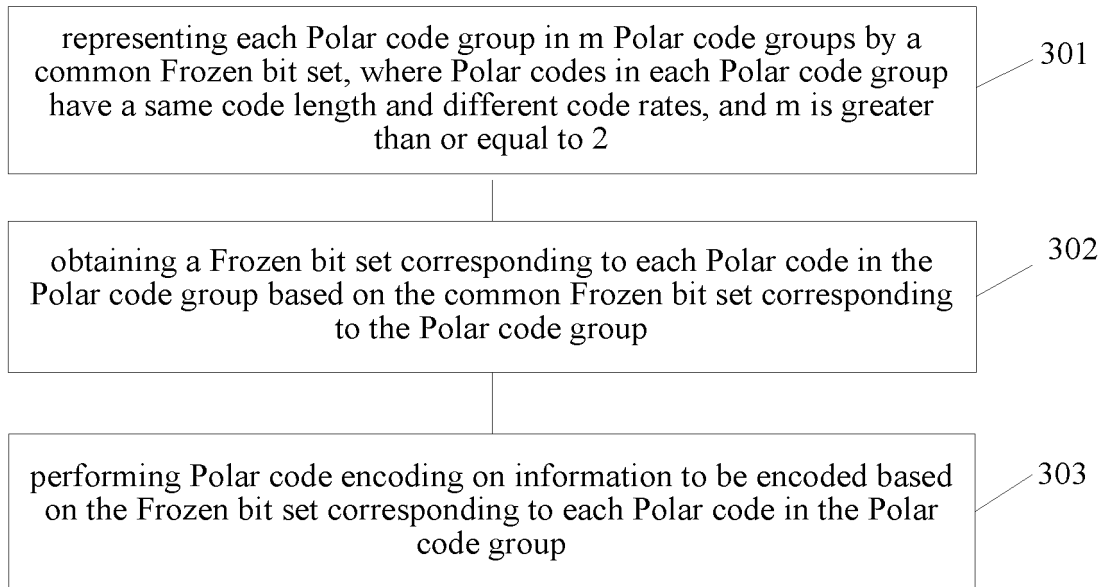 representing each Polar code group in m Polar code groups by a
common Frozen bit set, where Polar codes in each Polar code group
have a same code length and different code rates, and m is greater
than or equal to 2
301
obtaining a Frozen bit set corresponding to each Polar code in the
Polar code group based on the common Frozen bit set corresponding
to the Polar code group
302
performing Polar code encoding on information to be encoded based
on the Frozen bit set corresponding to each Polar code in the Polar
code group
303